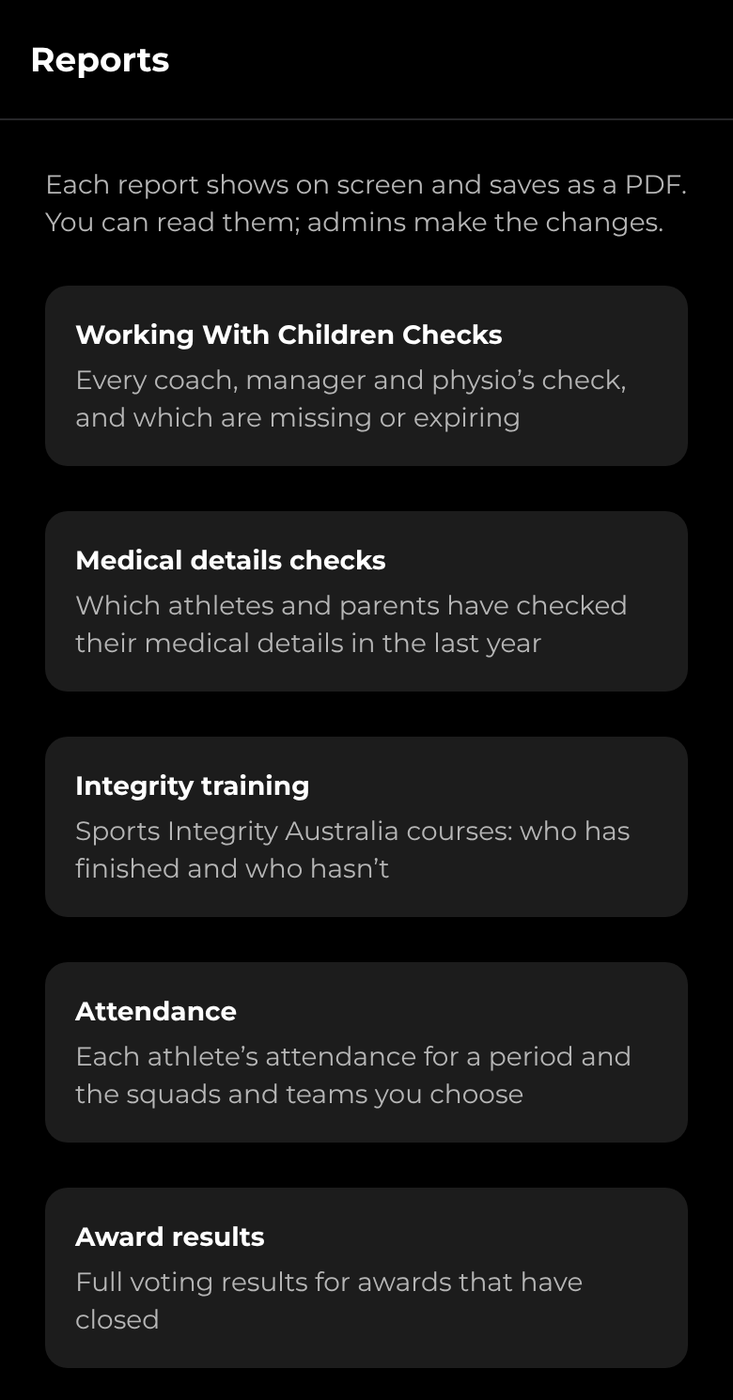 Reports
Each report shows on screen and saves as a PDF.
You can read them; admins make the changes.
Working With Children Checks
Every coach, manager and physio’s check,
and which are missing or expiring
Medical details checks
Which athletes and parents have checked
their medical details in the last year
Integrity training
Sports Integrity Australia courses: who has
finished and who hasn’t
Attendance
Each athlete’s attendance for a period and
the squads and teams you choose
Award results
Full voting results for awards that have
closed